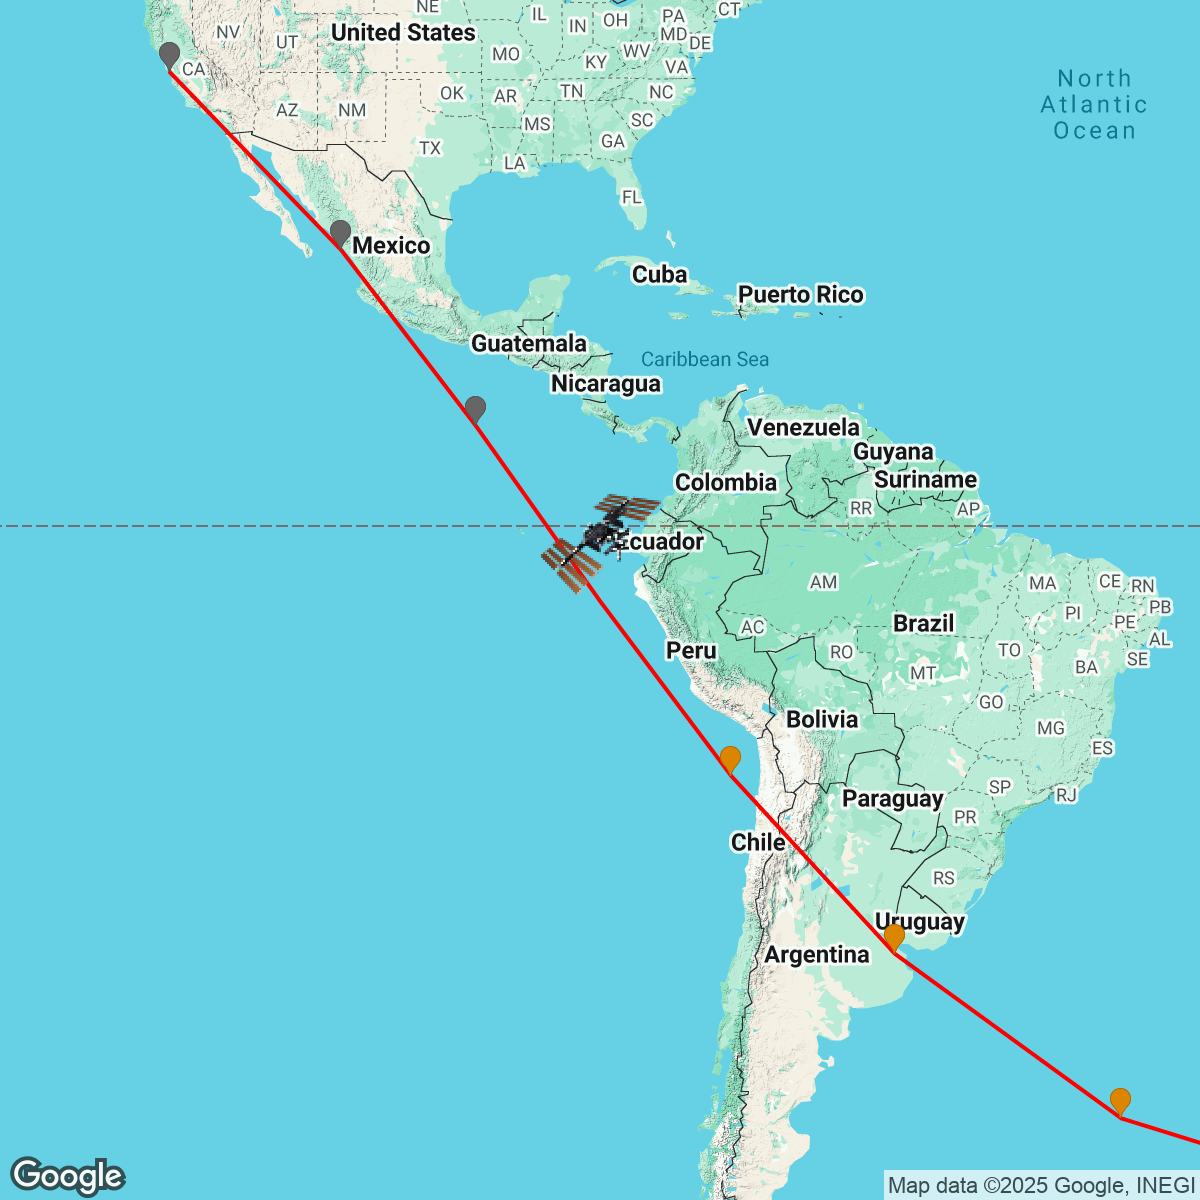 NE
IL
IN
OH
PA
CT
NV
UT
United States
MO
KY
WV
MD
DE
VA
CA
OK
AR
TN
NC
AZ
NM
MS
SC
TX
LA
GA
FL
North
Atlantic
Ocean
Mexico
Cuba
Puerto Rico
Guatemala
Caribbean Sea
Nicaragua
Venezuela
Guyana
Colombia
Suriname
RR
AP
Ecuador
AM
MA
CE
RN
PB
PI
PE
AL
SE
AC
Brazil
Peru
RO
MT
TO
BA
GO
Bolivia
MG
ES
SP
RJ
Paraguay
PR
Chile
RS
Uruguay
Argentina
Google
Map data ©2025 Google, INEGI